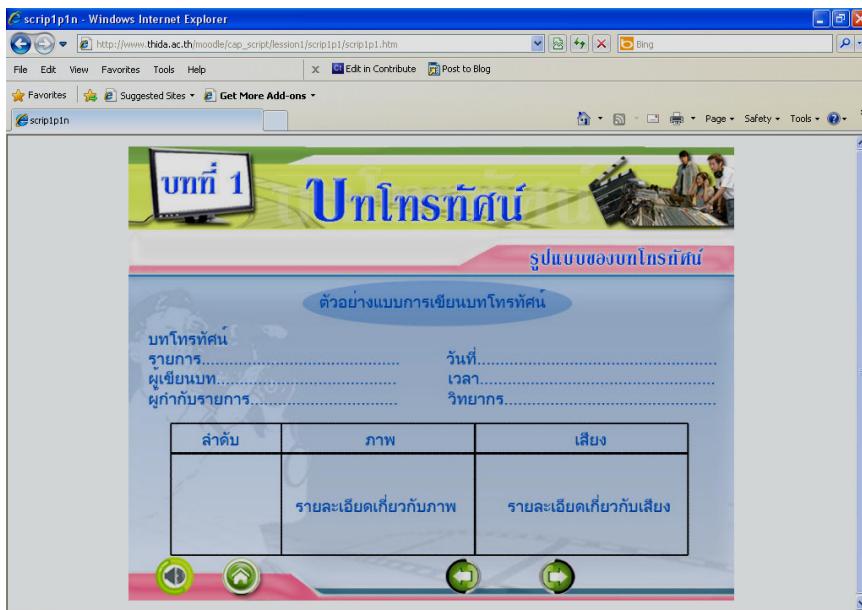 scrip1p1n - Windows Internet Explorer
http://www.thida.ac.th/moodle/cap_script/lession1/scrip1p1/scrip1p1.htm
Bing
File Edit View Favorites Tools Help
x Edit in Contribute Post to Blog
Favorites Suggested Sites Get More Add-ons
scrip1p1n
Page Safety Tools
บทที่ 1
บทโทรทัศน์
รูปแบบของบทโทรทัศน์
ตัวอย่างแบบการเขียนบทโทรทัศน์
บทโทรทัศน์
รายการ............................................ วันที่......................................................
ผู้เขียนบท........................................ เวลา.....................................................
ผู้กำกับรายการ................................. วิทยากร................................................
ลำดับ ภาพ เสียง
รายละเอียดเกี่ยวกับภาพ รายละเอียดเกี่ยวกับเสียง